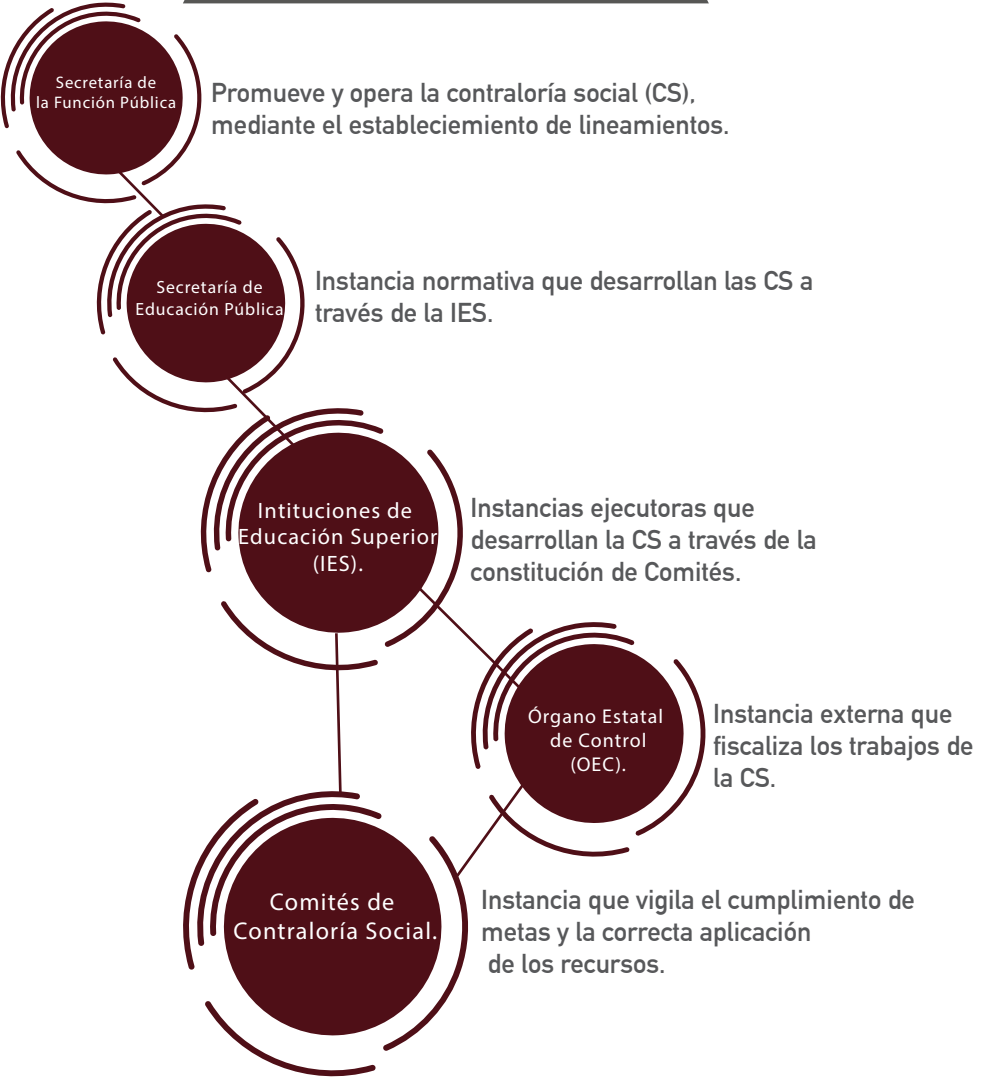 Secretaría de
la Función Pública
Promueve y opera la contraloría social (CS),
mediante el estableciemiento de lineamientos.
Secretaría de
Educación Pública
Instancia normativa que desarrollan las CS a
través de la IES.
Intituciones de
Educación Superior
(IES).
Instancias ejecutoras que
desarrollan la CS a través de la
constitución de Comités.
Órgano Estatal
de Control
(OEC).
Instancia externa que
fiscaliza los trabajos de
la CS.
Comités de
Contraloría Social.
Instancia que vigila el cumplimiento de
metas y la correcta aplicación
de los recursos.